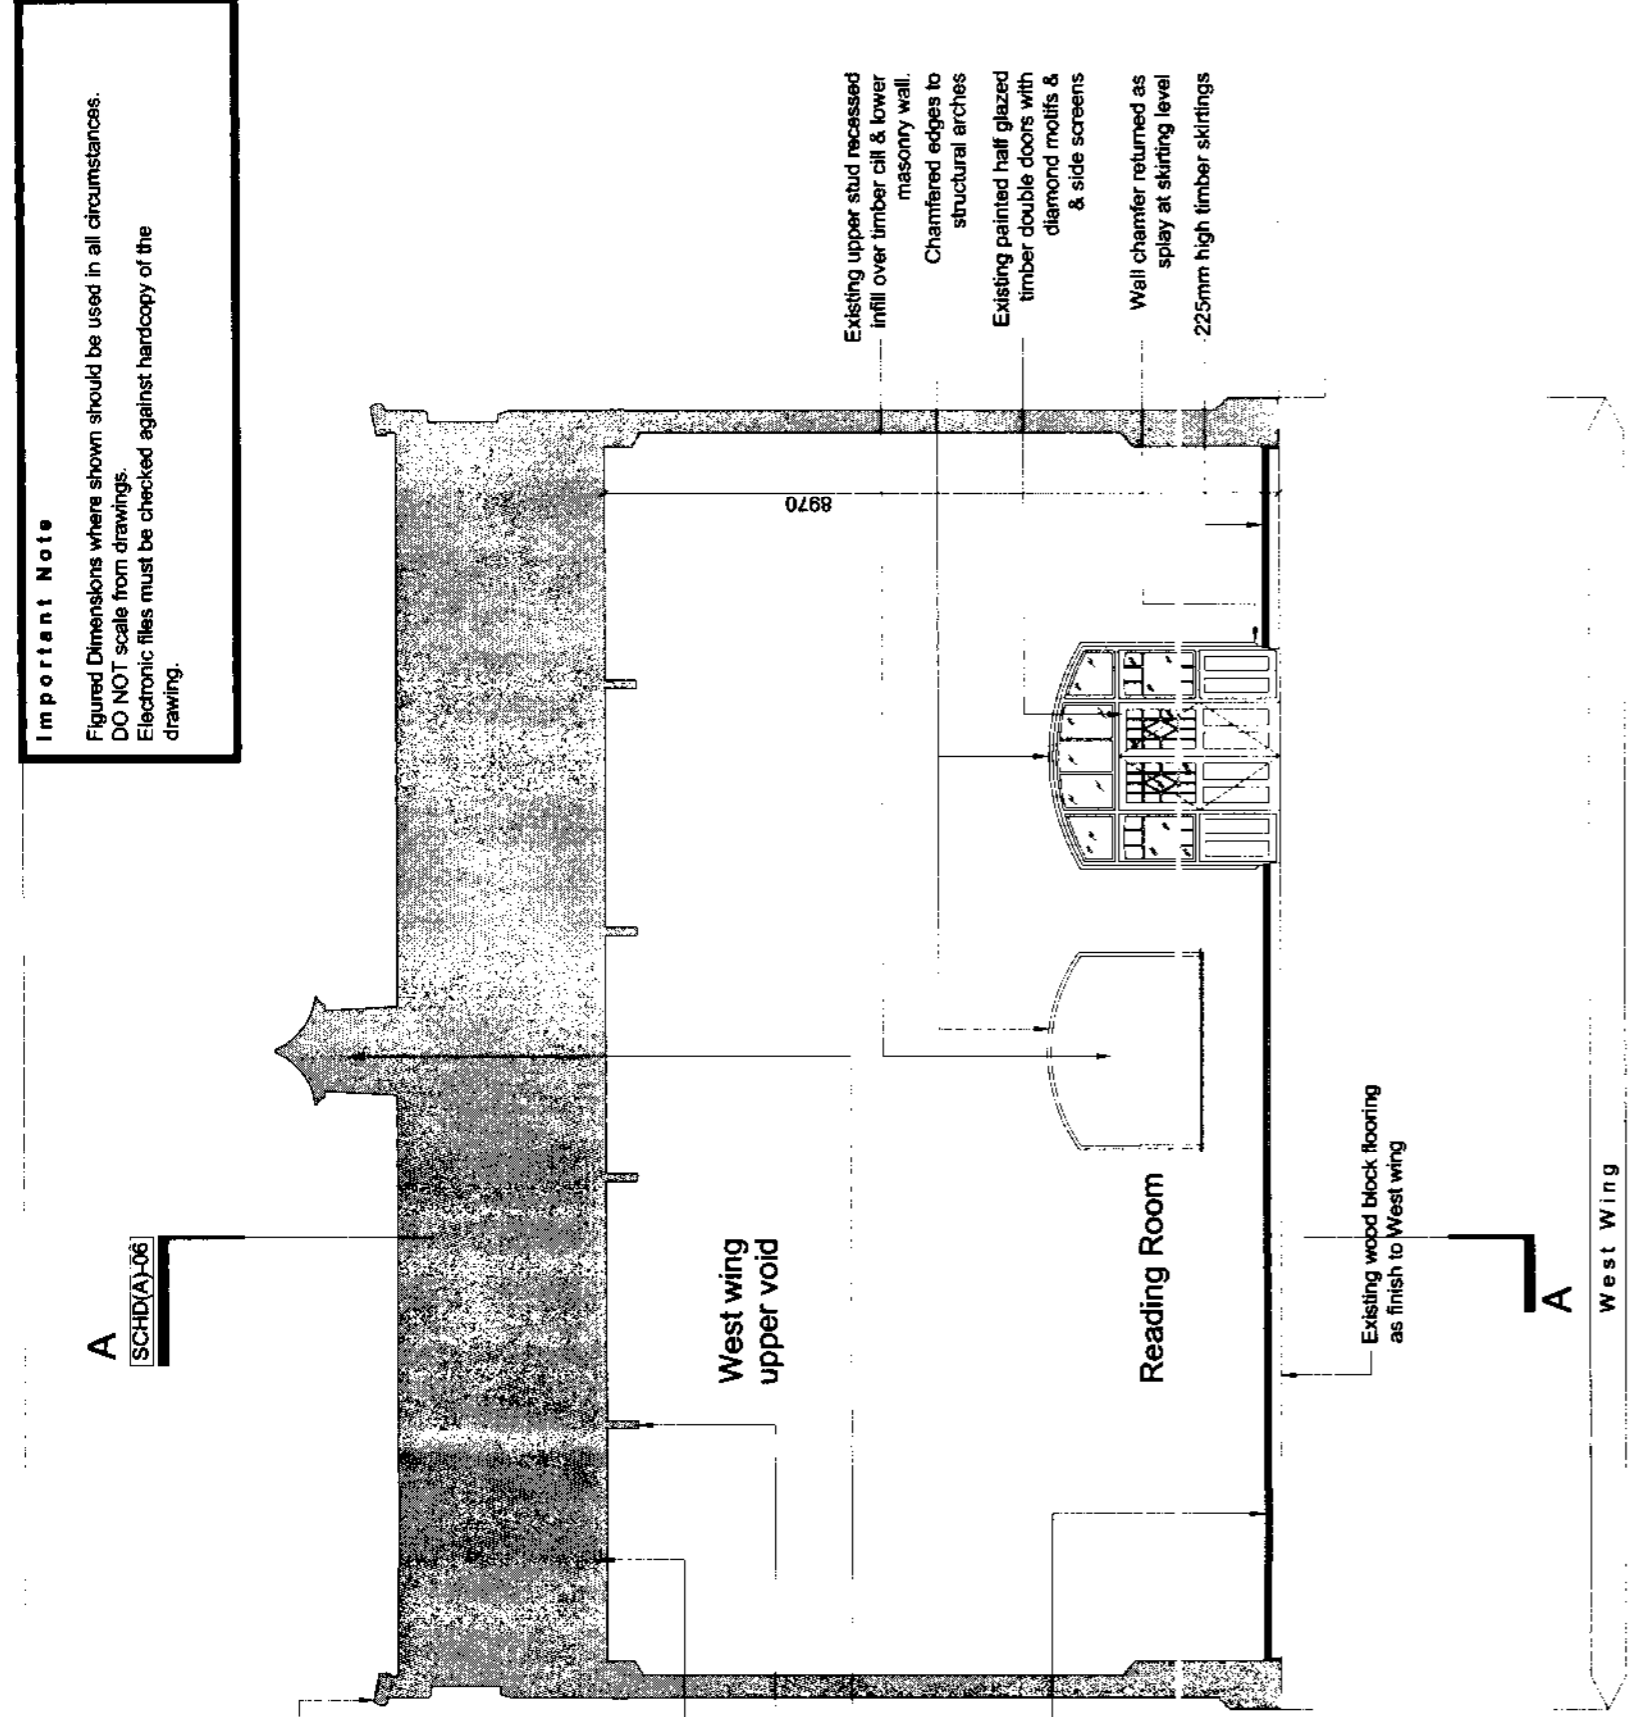 Important Note
Figured Dimensions where shown should be used in all circumstances.
DO NOT scale from drawings.
Electronic files must be checked against hardcopy of the
drawing.
A
SCHD(A)-06
West wing
upper void
Reading Room
8970
Existing upper stud recessed
infill over timber cill & lower
masonry wall.
Chamfered edges to
structural arches
Existing painted half glazed
timber double doors with
diamond motifs &
& side screens
Wall chamfer returned as
splay at skirting level
225mm high timber skirtings
Existing wood block flooring
as finish to West wing
A
West Wing